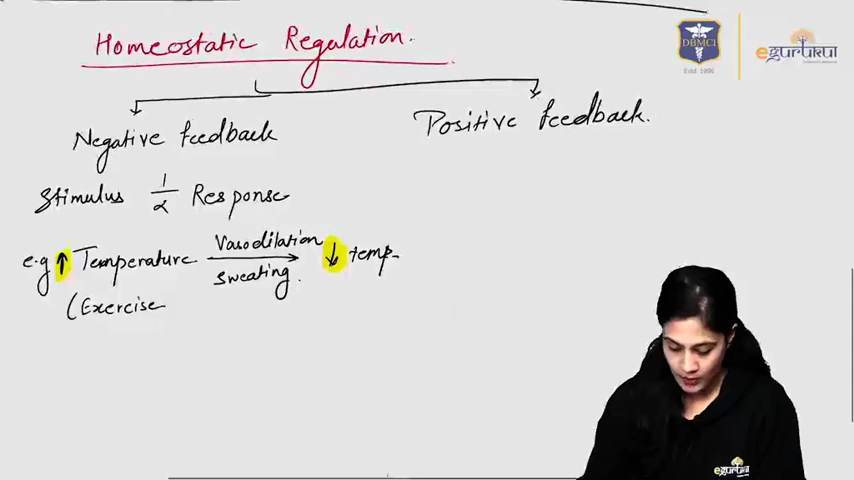 Homeostatic Regulation.
DBMCI
Estd 1996
egurukul
Negative feedback
Positive feedback.
Stimulus 1/α Response
e.g ↑ Temperature Vasodilation sweating. ↓ temp.
(Exercise
egurukul